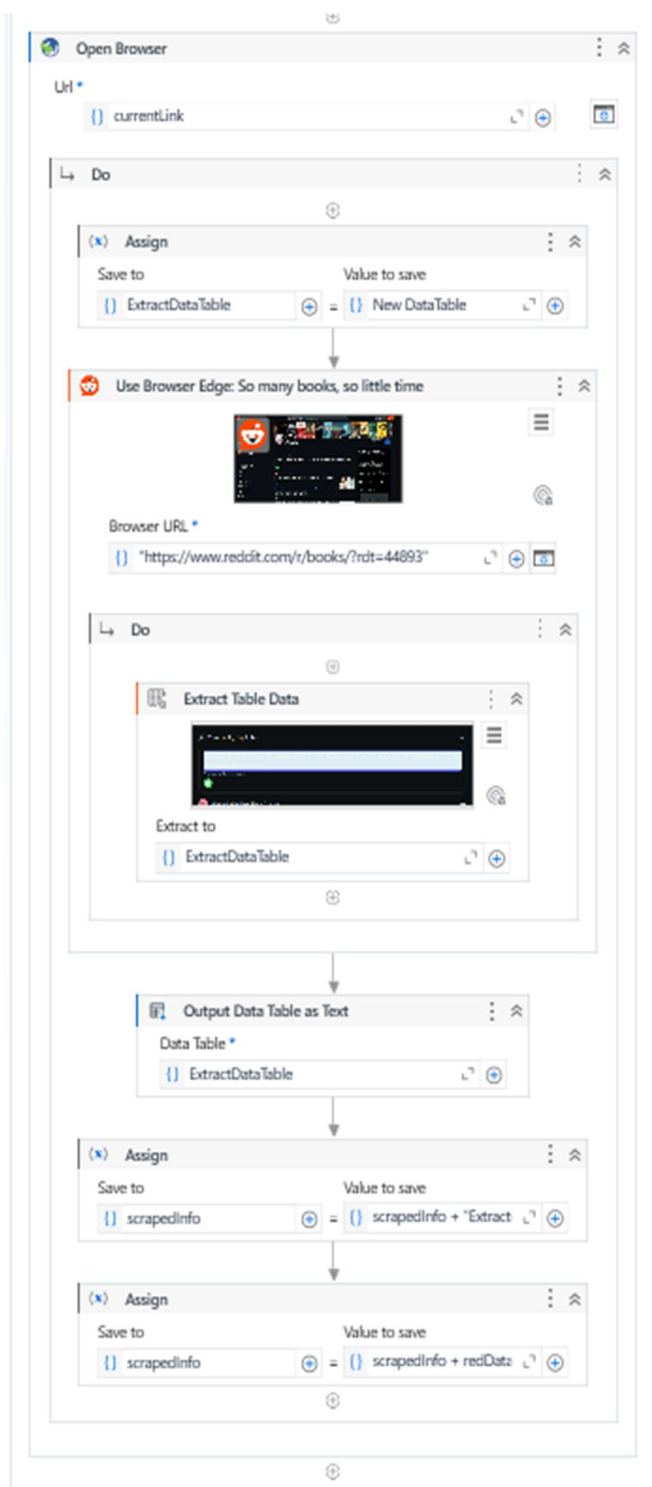 Open Browser
Url *
{} currentLink
Do
(x) Assign
Save to Value to save
{} ExtractDataTable = {} New DataTable
Use Browser Edge: So many books, so little time
Browser URL *
{} "https://www.reddit.com/r/books/?rdt=44893"
Do
Extract Table Data
Extract to
{} ExtractDataTable
Output Data Table as Text
Data Table *
{} ExtractDataTable
(x) Assign
Save to Value to save
{} scrapedInfo = {} scrapedInfo + "Extract
(x) Assign
Save to Value to save
{} scrapedInfo = {} scrapedInfo + redData